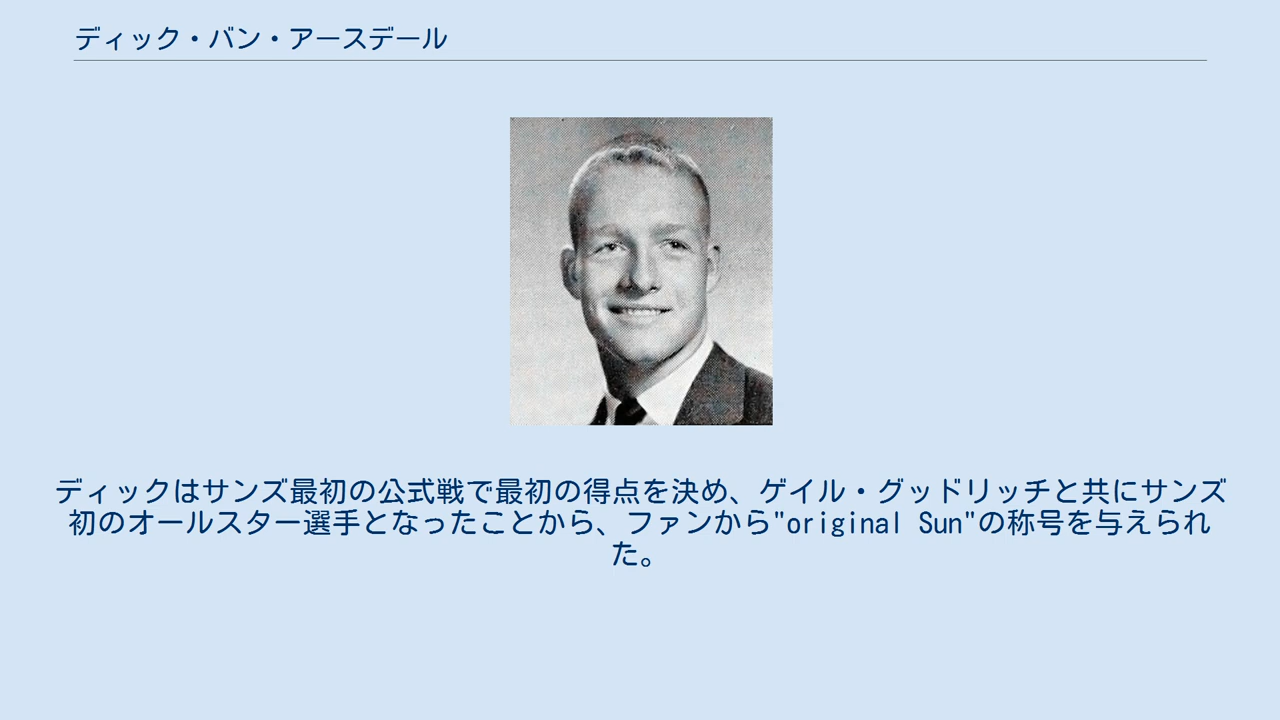 ディック・バン・アースデール
ディックはサンズ最初の公式戦で最初の得点を決め、ゲイル・グッドリッチと共にサンズ
初のオールスター選手となったことから、ファンから"original Sun"の称号を与えられ
た。